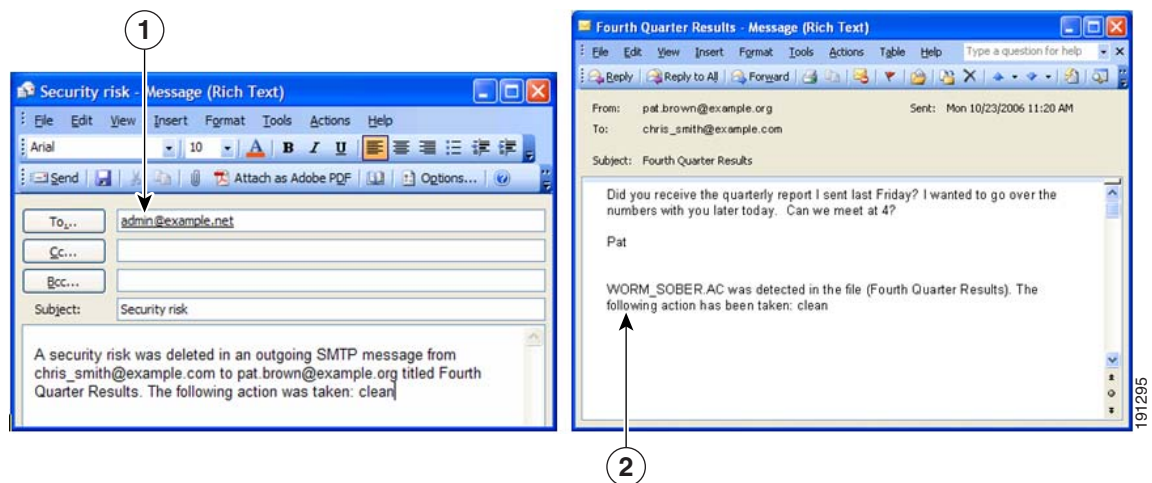 1
Security risk - Message (Rich Text)
File Edit View Insert Format Tools Actions Help
Arial 10 A B I U
Send Attach as Adobe PDF Options...
To... admin@example.net
Cc...
Bcc...
Subject: Security risk
A security risk was deleted in an outgoing SMTP message from
chris_smith@example.com to pat.brown@example.org titled Fourth
Quarter Results. The following action was taken: clean
Fourth Quarter Results - Message (Rich Text)
File Edit View Insert Format Tools Actions Table Help Type a question for help
Reply Reply to All Forward
From: pat.brown@example.org Sent: Mon 10/23/2006 11:20 AM
To: chris_smith@example.com
Subject: Fourth Quarter Results
Did you receive the quarterly report I sent last Friday? I wanted to go over the
numbers with you later today. Can we meet at 4?
Pat
WORM_SOBER.AC was detected in the file (Fourth Quarter Results). The
following action has been taken: clean
2
191295